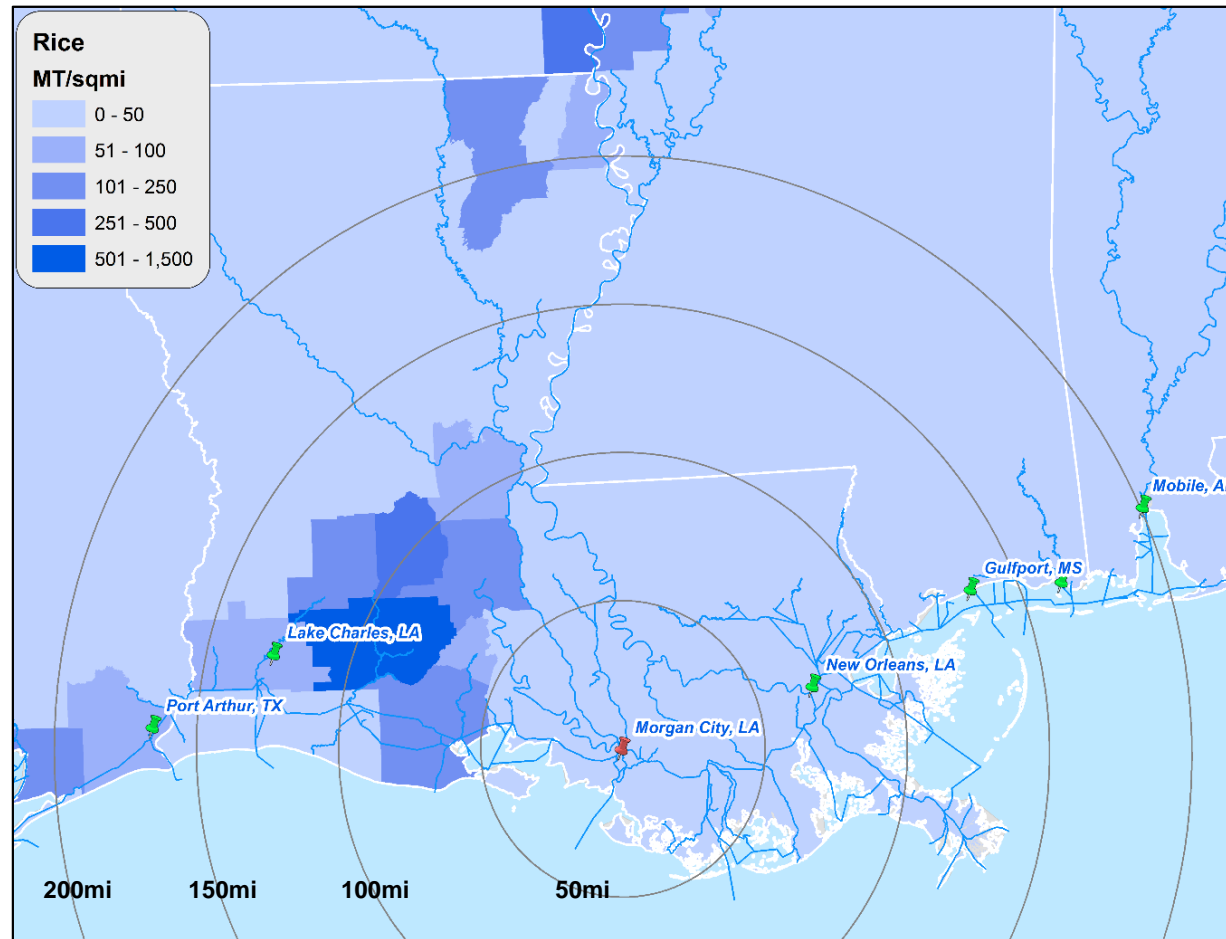 Rice
MT/sqmi
0 - 50
51 - 100
101 - 250
251 - 500
501 - 1,500
Mobile, A
Gulfport, MS
Lake Charles, LA
New Orleans, LA
Port Arthur, TX
Morgan City, LA
200mi 150mi 100mi 50mi